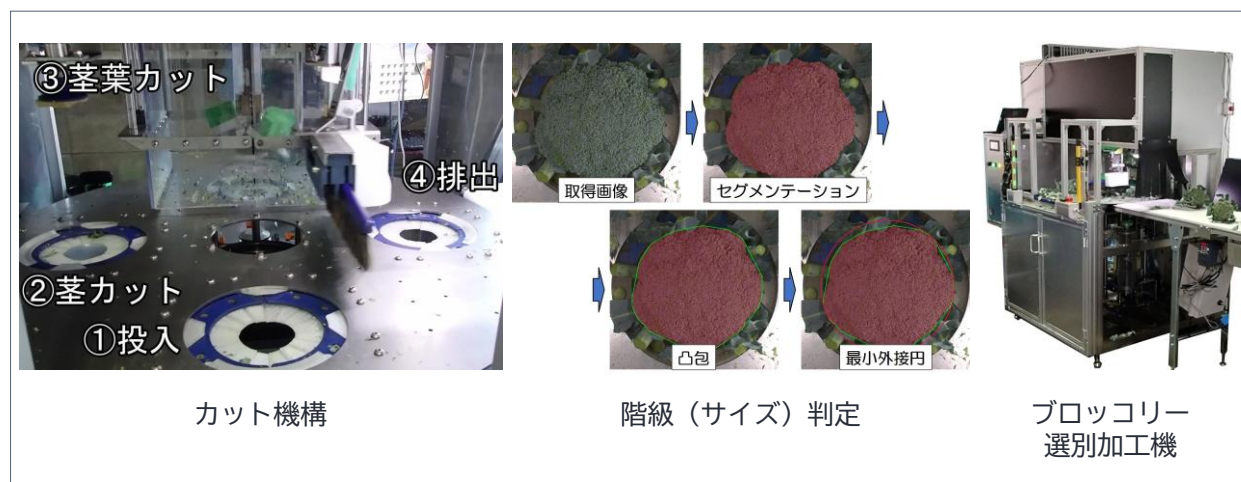 ③茎葉カット
④排出
②茎カット
①投入
取得画像
セグメンテーション
凸包
最小外接円
カット機構
階級（サイズ）判定
ブロッコリー
選別加工機